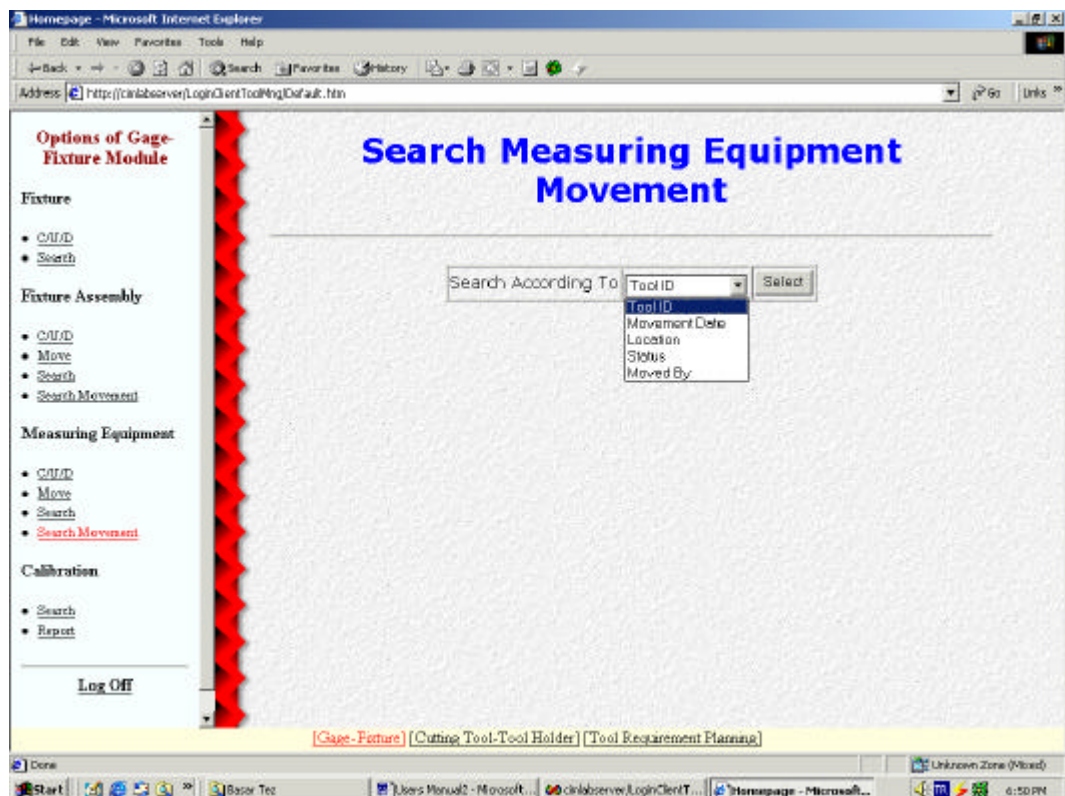 Homepage - Microsoft Internet Explorer
File Edit View Favorites Tools Help
Back Search Favorites History
Address http://cimlabserver/LoginClientToolMng/Default.htm Go Links »
Options of Gage-
Fixture Module
Fixture
C/U/D
Search
Fixture Assembly
C/U/D
Move
Search
Search Movement
Measuring Equipment
C/U/D
Move
Search
Search Movement
Calibration
Search
Report
Log Off
Search Measuring Equipment
Movement
Search According To Tool ID Select
Tool ID
Movement Date
Location
Status
Moved By
[Gage-Fixture] [Cutting Tool-Tool Holder] [Tool Requirement Planning]
Done Unknown Zone (Mixed)
Start » Basar Tez Users Manual2 - Microsoft... cimlabserver/LoginClientT... Homepage - Microsoft... 6:50 PM